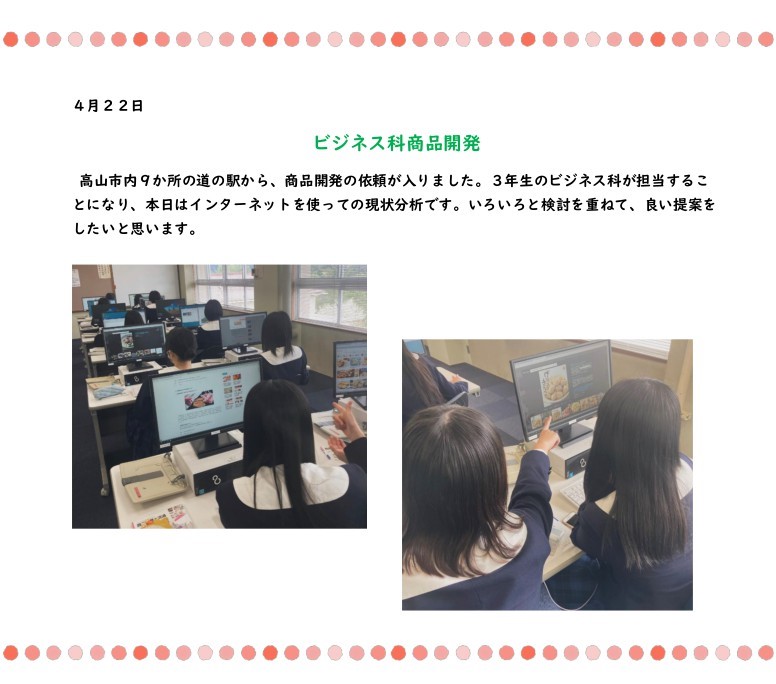 ４月２２日
ビジネス科商品開発
高山市内９か所の道の駅から、商品開発の依頼が入りました。３年生のビジネス科が担当するこ
とになり、本日はインターネットを使っての現状分析です。いろいろと検討を重ねて、良い提案を
したいと思います。